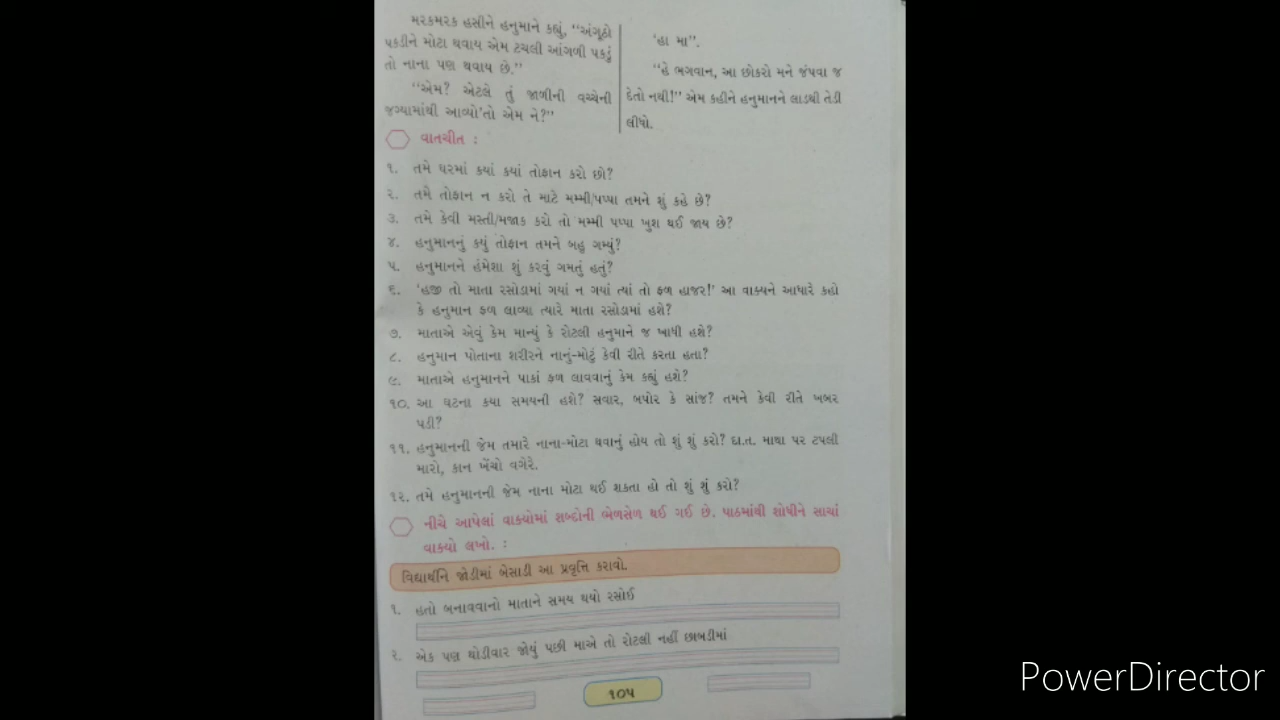 મરકમરક હસીને હનુમાને કહ્યું, "અંગૂઠો
પકડીને મોટા થવાય એમ ટચલી આંગળી પકડું
તો નાના પણ થવાય છે."
"એમ? એટલે તું જાળીની વચ્ચેની
જગ્યામાંથી આવ્યો'તો એમ ને?"
'હા મા".
"હે ભગવાન, આ છોકરો મને જંપવા જ
દેતો નથી!" એમ કહીને હનુમાનને લાડથી તેડી
લીધો.
વાતચીત :
૧. તમે ઘરમાં કયાં કયાં તોફાન કરો છો?
૨. તમે તોફાન ન કરો તે માટે મમ્મી/પપ્પા તમને શું કહે છે?
૩. તમે કેવી મસ્તી/મજાક કરો તો મમ્મી પપ્પા ખુશ થઈ જાય છે?
૪. હનુમાનનું કયું તોફાન તમને બહુ ગમ્યું?
૫. હનુમાનને હંમેશા શું કરવું ગમતું હતું?
૬. 'હજી તો માતા રસોડામાં ગયાં ન ગયાં ત્યાં તો ફળ હાજર!' આ વાક્યને આધારે કહો
કે હનુમાન ફળ લાવ્યા ત્યારે માતા રસોડામાં હશે?
૭. માતાએ એવું કેમ માન્યું કે રોટલી હનુમાને જ ખાધી હશે?
૮. હનુમાન પોતાના શરીરને નાનું-મોટું કેવી રીતે કરતા હતા?
૯. માતાએ હનુમાનને પાકાં ફળ લાવવાનું કેમ કહ્યું હશે?
૧૦. આ ઘટના કયા સમયની હશે? સવાર, બપોર કે સાંજ? તમને કેવી રીતે ખબર
પડી?
૧૧. હનુમાનની જેમ તમારે નાના-મોટા થવાનું હોય તો શું શું કરો? દા.ત. માથા પર ટપલી
મારો, કાન ખેંચો વગેરે.
૧૨. તમે હનુમાનની જેમ નાના મોટા થઈ શકતા હો તો શું શું કરો?
નીચે આપેલાં વાક્યોમાં શબ્દોની ભેળસેળ થઈ ગઈ છે. પાઠમાંથી શોધીને સાચાં
વાક્યો લખો. :
વિદ્યાર્થીને જોડીમાં બેસાડી આ પ્રવૃત્તિ કરાવો.
૧. હતો બનાવવાનો માતાને સમય થયો રસોઈ
૨. એક પણ થોડીવાર જોયું પછી માએ તો રોટલી નહીં છાબડીમાં
૧૦૫
PowerDirector